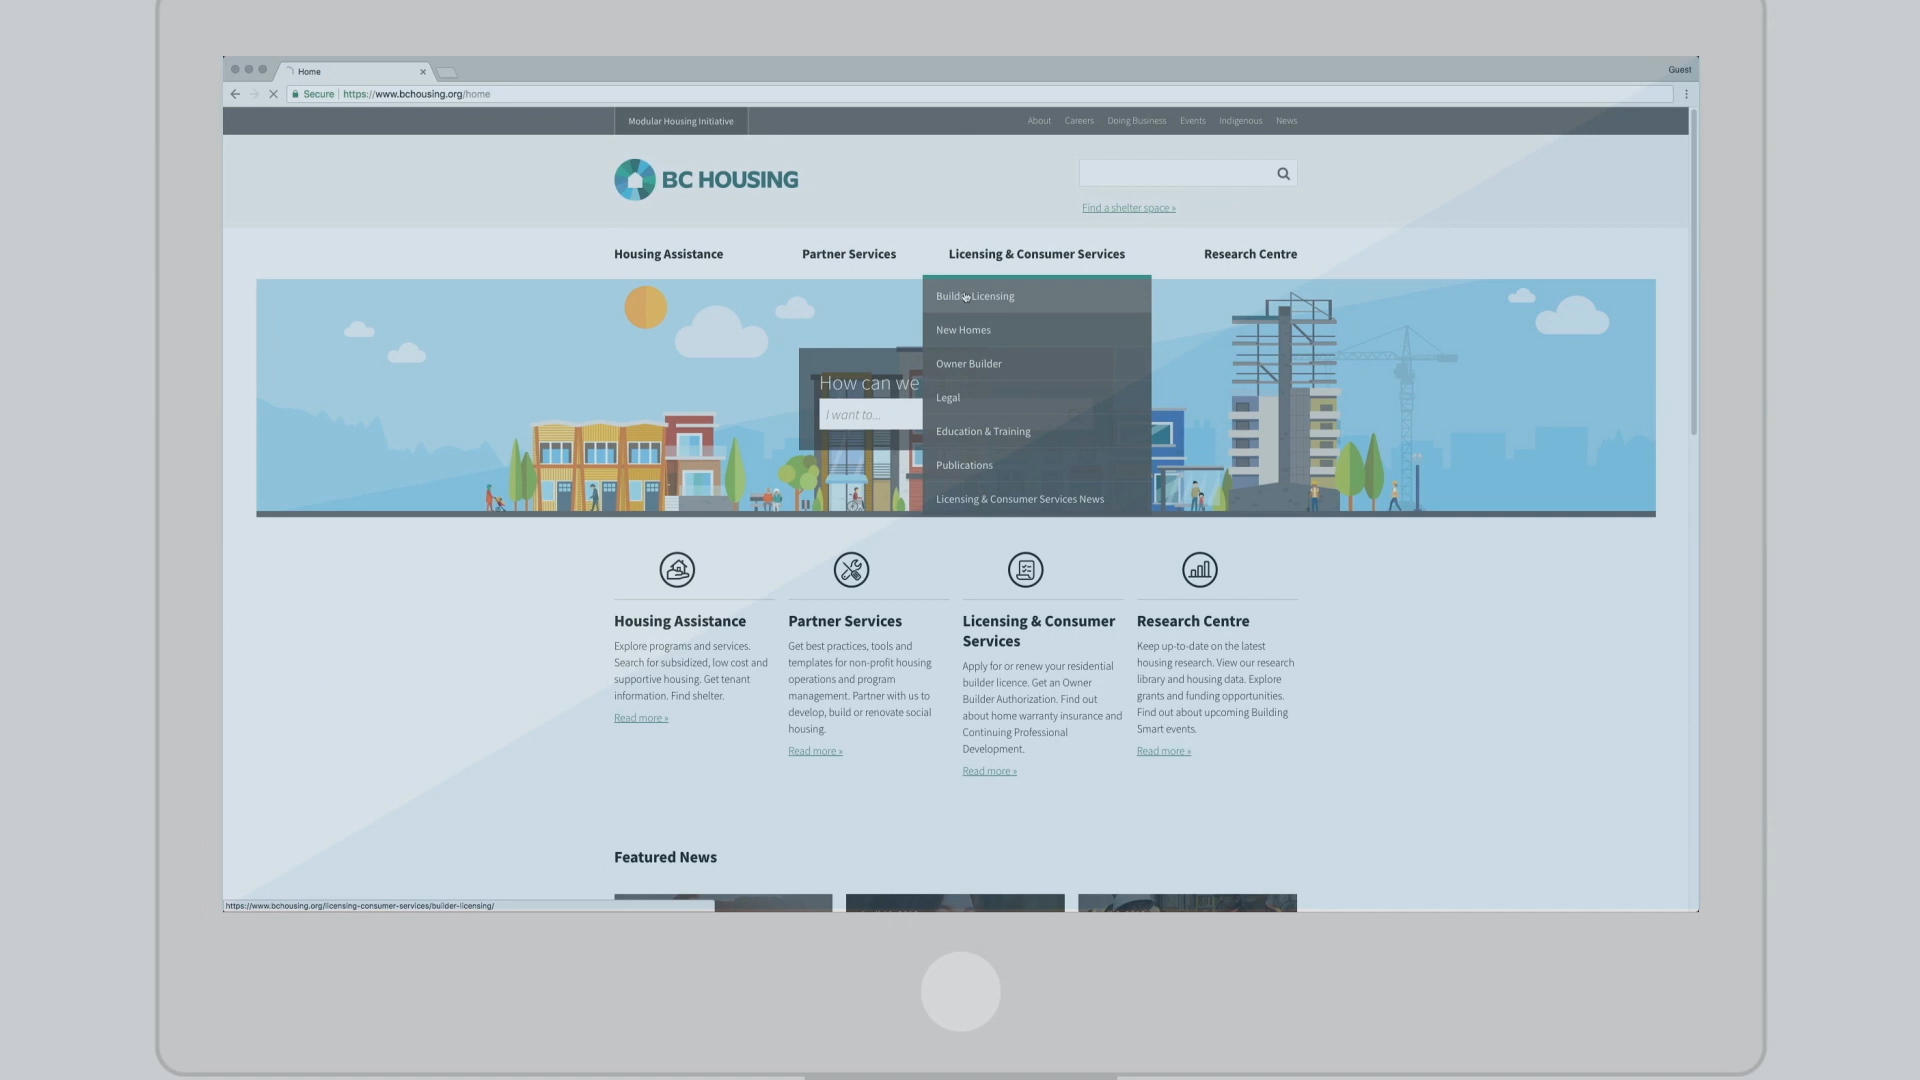 Home
Guest
Secure
https://www.bchousing.org/home
Modular Housing Initiative
About Careers Doing Business Events Indigenous News
BC HOUSING
Find a shelter space »
Housing Assistance Partner Services Licensing & Consumer Services Research Centre
Licensing
New Homes
Owner Builder
How can we
Legal
I want to...
Education & Training
Publications
Licensing & Consumer Services News
Housing Assistance
Explore programs and services.
Search for subsidized, low cost and
supportive housing. Get tenant
information. Find shelter.
Read more »
Partner Services
Get best practices, tools and
templates for non-profit housing
operations and program
management. Partner with us to
develop, build or renovate social
housing.
Read more »
Licensing & Consumer
Services
Apply for or renew your residential
builder licence. Get an Owner
Builder Authorization. Find out
about home warranty insurance and
Continuing Professional
Development.
Read more »
Research Centre
Keep up-to-date on the latest
housing research. View our research
library and housing data. Explore
grants and funding opportunities.
Find out about upcoming Building
Smart events.
Read more »
Featured News
https://www.bchousing.org/licensing-consumer-services/builder-licensing/